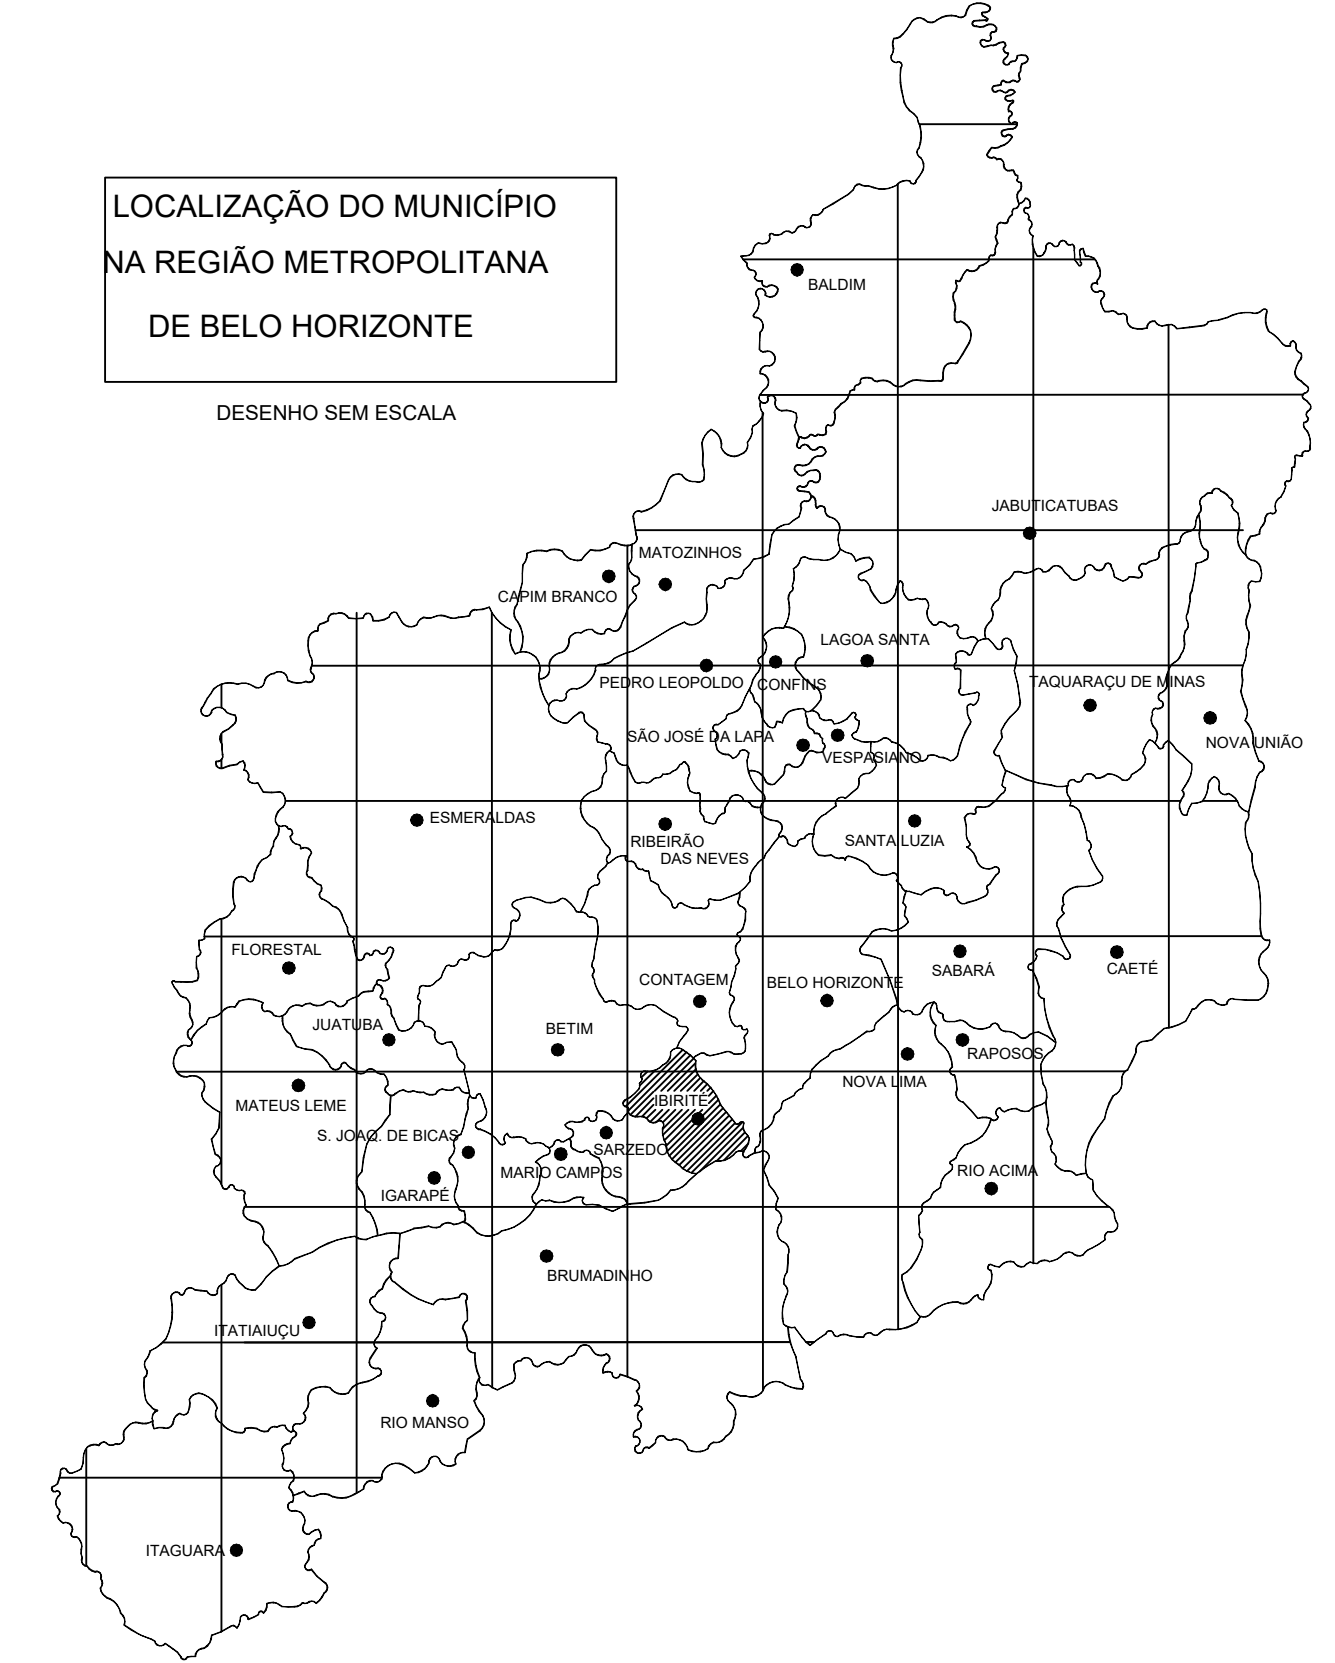 LOCALIZAÇÃO DO MUNICÍPIO
NA REGIÃO METROPOLITANA
DE BELO HORIZONTE
DESENHO SEM ESCALA
BALDIM
JABUTICATUBAS
MATOZINHOS
CAPIM BRANCO
LAGOA SANTA
PEDRO LEOPOLDO
CONFINS
TAQUARAÇU DE MINAS
SÃO JOSÉ DA LAPA
VESPASIANO
NOVA UNIÃO
ESMERALDAS
RIBEIRÃO
DAS NEVES
SANTA LUZIA
FLORESTAL
CONTAGEM
BELO HORIZONTE
SABARÁ
CAETÉ
JUATUBA
BETIM
RAPOSOS
NOVA LIMA
MATEUS LEME
IBIRITÉ
S. JOAQ. DE BICAS
SARZEDO
MARIO CAMPOS
IGARAPÉ
RIO ACIMA
BRUMADINHO
ITATIAIUÇU
RIO MANSO
ITAGUARA